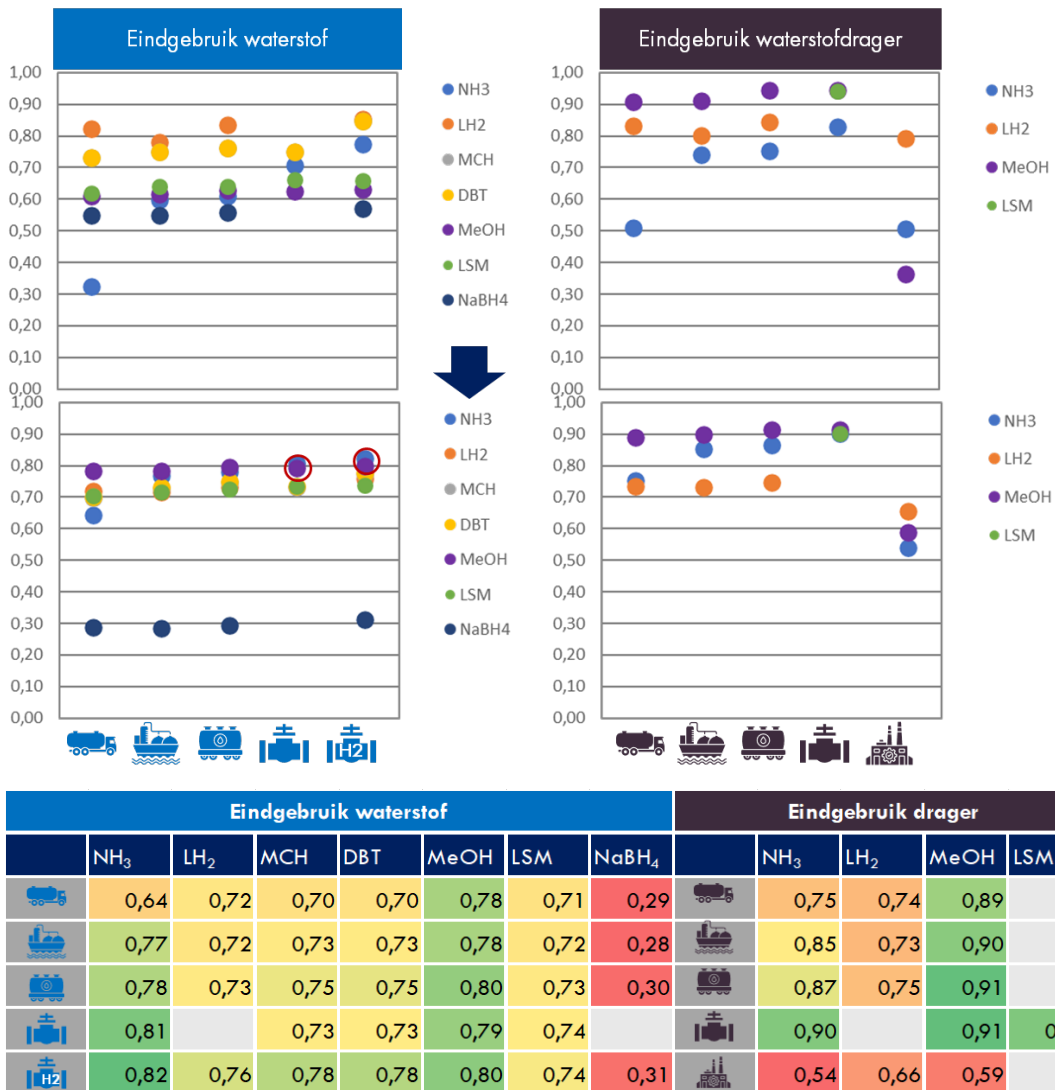 Eindgebruik waterstof
1,00
0,90
0,80
0,70
0,60
0,50
0,40
0,30
0,20
0,10
0,00
NH3
LH2
MCH
DBT
MeOH
LSM
NaBH4
1,00
0,90
0,80
0,70
0,60
0,50
0,40
0,30
0,20
0,10
0,00
NH3
LH2
MCH
DBT
MeOH
LSM
NaBH4
H2
Eindgebruik waterstofdrager
1,00
0,90
0,80
0,70
0,60
0,50
0,40
0,30
0,20
0,10
0,00
NH3
LH2
MeOH
LSM
1,00
0,90
0,80
0,70
0,60
0,50
0,40
0,30
0,20
0,10
0,00
NH3
LH2
MeOH
LSM
Eindgebruik waterstof Eindgebruik drager
NH₃ LH₂ MCH DBT MeOH LSM NaBH₄ NH₃ LH₂ MeOH LSM
0,64 0,72 0,70 0,70 0,78 0,71 0,29 0,75 0,74 0,89
0,77 0,72 0,73 0,73 0,78 0,72 0,28 0,85 0,73 0,90
0,78 0,73 0,75 0,75 0,80 0,73 0,30 0,87 0,75 0,91
0,81 0,73 0,73 0,79 0,74 0,90 0,91
H2 0,82 0,76 0,78 0,78 0,80 0,74 0,31 0,54 0,66 0,59